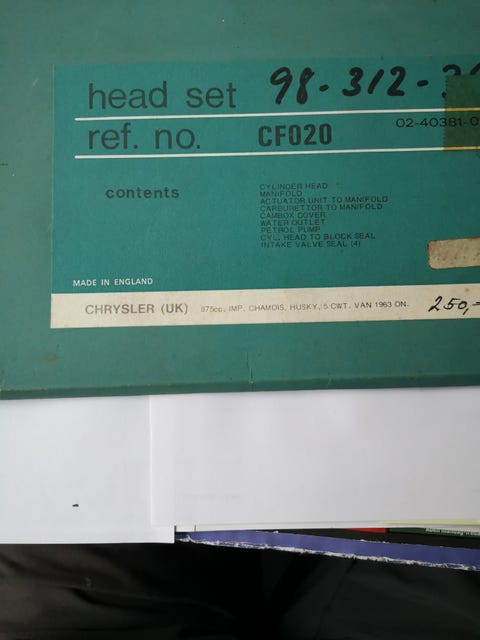 head set 98-312-
ref. no. CF020 02-40381-0
contents
CYLINDER HEAD
MANIFOLD
ACTUATOR UNIT TO MANIFOLD
CARBURETTOR TO MANIFOLD
CAMBOX COVER
WATER OUTLET
PETROL PUMP
CYL. HEAD TO BLOCK SEAL
INTAKE VALVE SEAL (4)
MADE IN ENGLAND
CHRYSLER (UK) 875cc. IMP, CHAMOIS, HUSKY, 5 CWT. VAN 1963 ON. 250,-